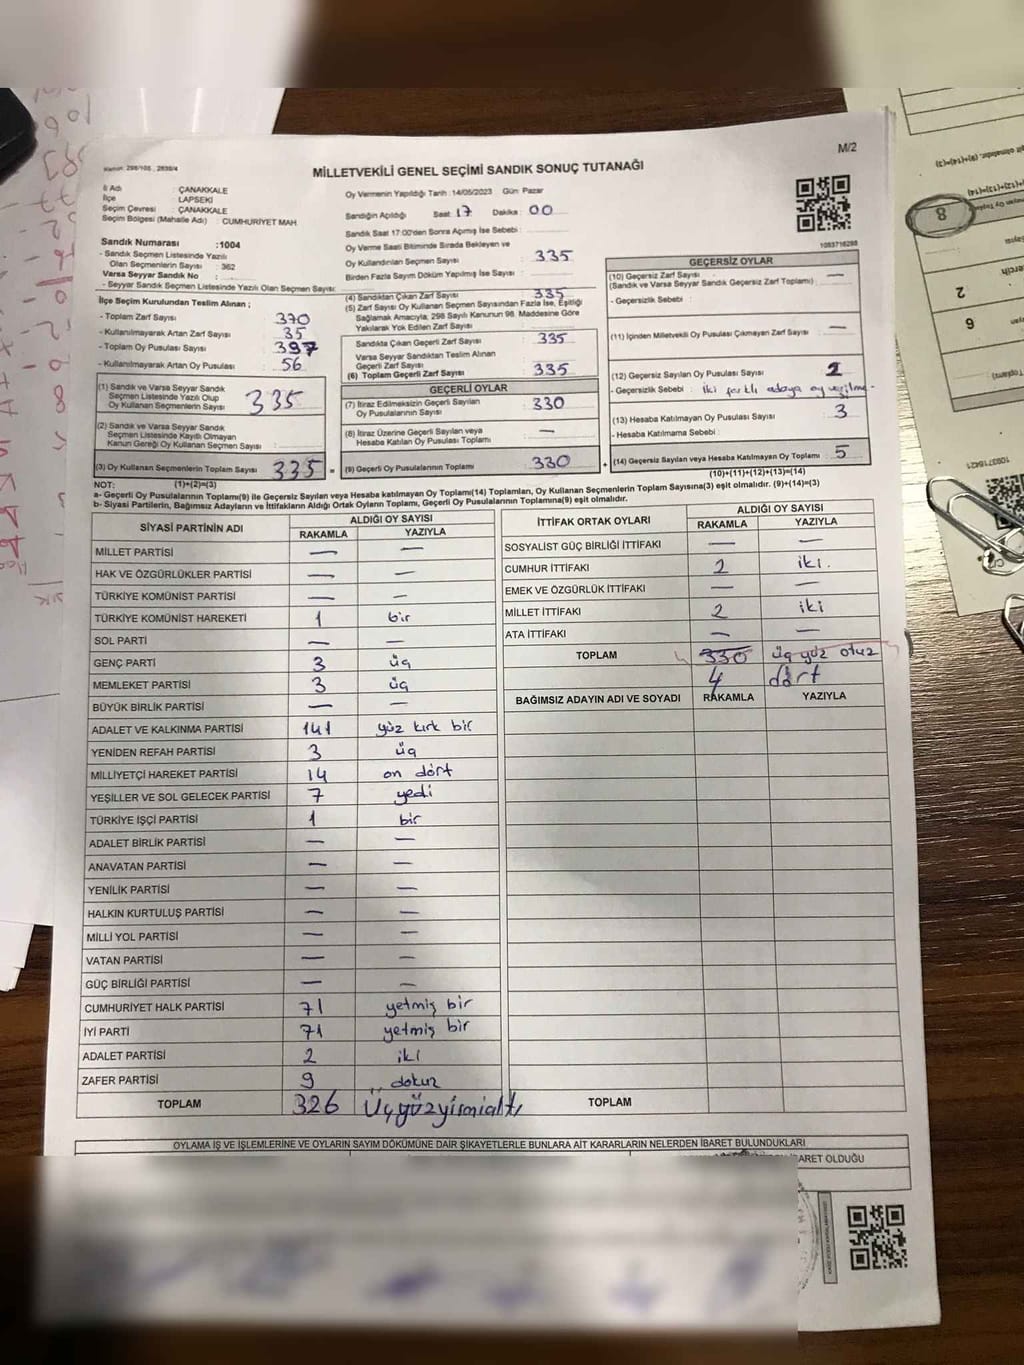 M/2
MİLLETVEKİLİ GENEL SEÇİMİ SANDIK SONUÇ TUTANAĞI
İl Adı : ÇANAKKALE
İlçe : LAPSEKİ
Seçim Çevresi : ÇANAKKALE
Seçim Bölgesi (Mahalle Adı) : CUMHURİYET MAH.
Sandık Numarası :1004
- Sandık Seçmen Listesinde Yazılı
Olan Seçmenlerin Sayısı : 362
Varsa Seyyar Sandık No :
- Seyyar Sandık Seçmen Listesinde Yazılı Olan Seçmen Sayısı:
İlçe Seçim Kurulundan Teslim Alınan ;
- Toplam Zarf Sayısı : 370
-Kullanılmayarak Artan Zarf Sayısı : 35
- Toplam Oy Pusulası Sayısı : 397
- Kullanılmayarak Artan Oy Pusulası : 56
(1) Sandık ve Varsa Seyyar Sandık
Seçmen Listesinde Yazılı Olup
Oy Kullanan Seçmenlerin Sayısı : 335
(2) Sandık ve Varsa Seyyar Sandık
Seçmen Listesinde Kayıtlı Olmayan
Kanun Gereği Oy Kullanan Seçmen Sayısı :
(3) Oy Kullanan Seçmenlerin Toplam Sayısı : 335
(1)+(2)=(3)
Oy Vermenin Yapıldığı Tarih :14/05/2023 Gün: Pazar
Sandığın Açıldığı Saat : 17 Dakika : 00
Sandık Saat 17:00'den Sonra Açılmış İse Sebebi :
Oy Verme Saati Bitiminde Sırada Bekleyen ve
Oy Kullandırılan Seçmen Sayısı : 335
Birden Fazla Sayım Döküm Yapılmış İse Sayısı :
(4) Sandıktan Çıkan Zarf Sayısı : 335
(5) Zarf Sayısı Oy Kullanan Seçmen Sayısından Fazla İse, Eşitliği
Sağlamak Amacıyla; 298 Sayılı Kanunun 98. Maddesine Göre
Yakılarak Yok Edilen Zarf Sayısı :
Sandıkta Çıkan Geçerli Zarf Sayısı : 335
Varsa Seyyar Sandıktan Teslim Alınan
Geçerli Zarf Sayısı :
(6) Toplam Geçerli Zarf Sayısı : 335
GEÇERLİ OYLAR
(7) İtiraz Edilmeksizin Geçerli Sayılan
Oy Pusulalarının Sayısı : 330
(8) İtiraz Üzerine Geçerli Sayılan veya
Hesaba Katılan Oy Pusulası Toplamı : —
= (9) Geçerli Oy Pusulalarının Toplamı : 330
1093716298
GEÇERSİZ OYLAR
(10) Geçersiz Zarf Sayısı : —
(Sandık ve Varsa Seyyar Sandık Geçersiz Zarf Toplamı)
- Geçersizlik Sebebi :
(11) İçinden Milletvekili Oy Pusulası Çıkmayan Zarf Sayısı : —
(12) Geçersiz Sayılan Oy Pusulası Sayısı : 2
- Geçersizlik Sebebi : iki farklı adaya oy verilme-
(13) Hesaba Katılmayan Oy Pusulası Sayısı : 3
- Hesaba Katılmama Sebebi :
+ (14) Geçersiz Sayılan veya Hesaba Katılmayan Oy Toplamı : 5
(10)+(11)+(12)+(13)=(14)
NOT:
a- Geçerli Oy Pusulalarının Toplamı(9) ile Geçersiz Sayılan veya Hesaba katılmayan Oy Toplamı(14) Toplamları, Oy Kullanan Seçmenlerin Toplam Sayısına(3) eşit olmalıdır. (9)+(14)=(3)
b- Siyasi Partilerin, Bağımsız Adayların ve İttifakların Aldığı Ortak Oyların Toplamı, Geçerli Oy Pusulalarının Toplamına(9) eşit olmalıdır.
SİYASİ PARTİNİN ADI ALDIĞI OY SAYISI
RAKAMLA YAZIYLA
MİLLET PARTİSİ — —
HAK VE ÖZGÜRLÜKLER PARTİSİ — —
TÜRKİYE KOMÜNİST PARTİSİ — —
TÜRKİYE KOMÜNİST HAREKETİ 1 bir
SOL PARTİ — —
GENÇ PARTİ 3 üç
MEMLEKET PARTİSİ 3 üç
BÜYÜK BİRLİK PARTİSİ — —
ADALET VE KALKINMA PARTİSİ 141 yüz kırk bir
YENİDEN REFAH PARTİSİ 3 üç
MİLLİYETÇİ HAREKET PARTİSİ 14 on dört
YEŞİLLER VE SOL GELECEK PARTİSİ 7 yedi
TÜRKİYE İŞÇİ PARTİSİ 1 bir
ADALET BİRLİK PARTİSİ — —
ANAVATAN PARTİSİ — —
YENİLİK PARTİSİ — —
HALKIN KURTULUŞ PARTİSİ — —
MİLLİ YOL PARTİSİ — —
VATAN PARTİSİ — —
GÜÇ BİRLİĞİ PARTİSİ — —
CUMHURİYET HALK PARTİSİ 71 yetmiş bir
İYİ PARTİ 71 yetmiş bir
ADALET PARTİSİ 2 iki
ZAFER PARTİSİ 9 dokuz
TOPLAM 326 Üçyüzyirmialtı
İTTİFAK ORTAK OYLARI ALDIĞI OY SAYISI
RAKAMLA YAZIYLA
SOSYALİST GÜÇ BİRLİĞİ İTTİFAKI — —
CUMHUR İTTİFAKI 2 iki.
EMEK VE ÖZGÜRLÜK İTTİFAKI — —
MİLLET İTTİFAKI 2 iki
ATA İTTİFAKI — —
TOPLAM 330 üç yüz otuz
4 dört
BAĞIMSIZ ADAYIN ADI VE SOYADI RAKAMLA YAZIYLA
TOPLAM
OYLAMA İŞ VE İŞLEMLERİNE VE OYLARIN SAYIM DÖKÜMÜNE DAİR ŞİKAYETLERLE BUNLARA AİT KARARLARIN NELERDEN İBARET BULUNDUKLARI
BARET OLDUĞU
8
2
6
1093716421